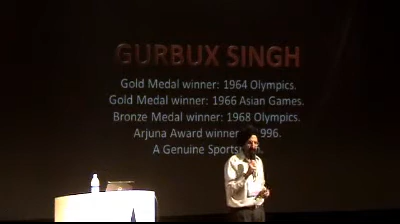 GURBUX SINGH
Gold Medal winner: 1964 Olympics.
Gold Medal winner: 1966 Asian Games.
Bronze Medal winner: 1968 Olympics.
Arjuna Award winner 1996.
A Genuine